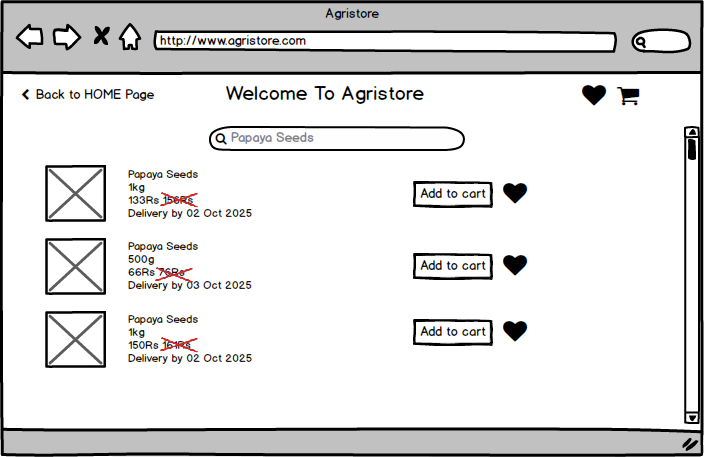 Agristore
http://www.agristore.com
Back to HOME Page
Welcome To Agristore
Papaya Seeds
Papaya Seeds
1kg
133Rs 156Rs
Delivery by 02 Oct 2025
Add to cart
Papaya Seeds
500g
66Rs 76Rs
Delivery by 03 Oct 2025
Add to cart
Papaya Seeds
1kg
150Rs 161Rs
Delivery by 02 Oct 2025
Add to cart